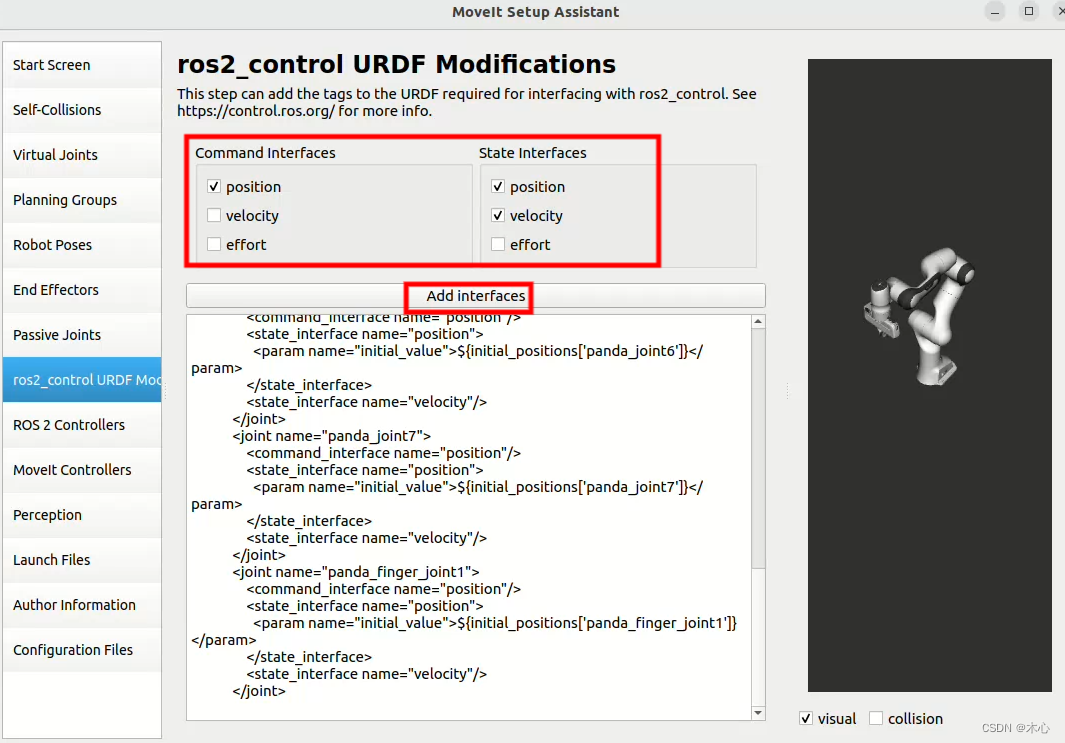 MoveIt Setup Assistant
Start Screen
Self-Collisions
Virtual Joints
Planning Groups
Robot Poses
End Effectors
Passive Joints
ros2_control URDF Mod
ROS 2 Controllers
MoveIt Controllers
Perception
Launch Files
Author Information
Configuration Files
ros2_control URDF Modifications
This step can add the tags to the URDF required for interfacing with ros2_control. See
https://control.ros.org/ for more info.
Command Interfaces
position
velocity
effort
State Interfaces
position
velocity
effort
Add interfaces
<command_interface name="position"/>
<state_interface name="position">
<param name="initial_value">${initial_positions['panda_joint6']}</
param>
</state_interface>
<state_interface name="velocity"/>
</joint>
<joint name="panda_joint7">
<command_interface name="position"/>
<state_interface name="position">
<param name="initial_value">${initial_positions['panda_joint7']}</
param>
</state_interface>
<state_interface name="velocity"/>
</joint>
<joint name="panda_finger_joint1">
<command_interface name="position"/>
<state_interface name="position">
<param name="initial_value">${initial_positions['panda_finger_joint1']}
</param>
</state_interface>
<state_interface name="velocity"/>
</joint>
visual
collision
CSDN @木心